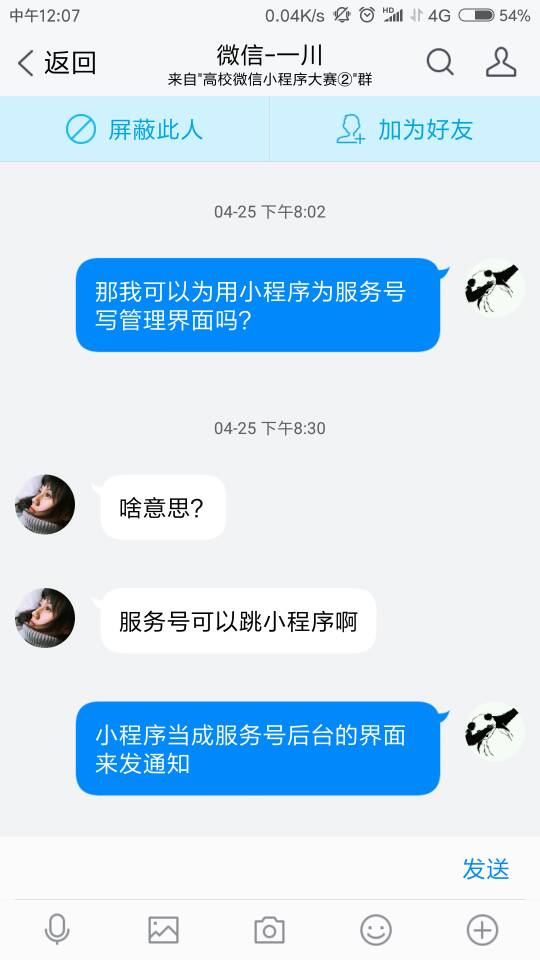 中午12:07 0.04K/s HD 4G 54%
返回 微信-一川
来自"高校微信小程序大赛②"群
屏蔽此人 加为好友
04-25 下午8:02
那我可以为用小程序为服务号
写管理界面吗?
04-25 下午8:30
啥意思?
服务号可以跳小程序啊
小程序当成服务号后台的界面
来发通知
发送